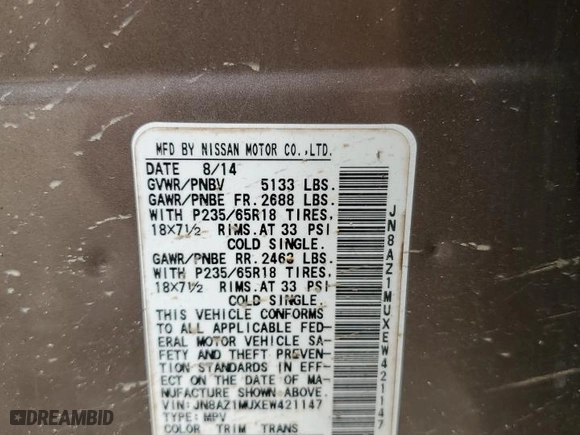 MFD BY NISSAN MOTOR CO.,LTD.
DATE 8/14
GVWR/PNBV 5133 LBS.
GAWR/PNBE FR. 2688 LBS.
WITH P235/65R18 TIRES,
18×7½ RIMS.AT 33 PSI
COLD SINGLE.
GAWR/PNBE RR. 2463 LBS.
WITH P235/65R18 TIRES,
18×7½ RIMS.AT 33 PSI
COLD SINGLE.
THIS VEHICLE CONFORMS
TO ALL APPLICABLE FED-
ERAL MOTOR VEHICLE SA-
FETY AND THEFT PREVEN-
TION STANDARDS IN EFF-
ECT ON THE DATE OF MA-
NUFACTURE SHOWN ABOVE.
VIN:JN8AZ1MUXEW421147
TYPE: MPV
COLOR TRIM TRANS
JN8AZ1MUXEW421147
DREAMBID